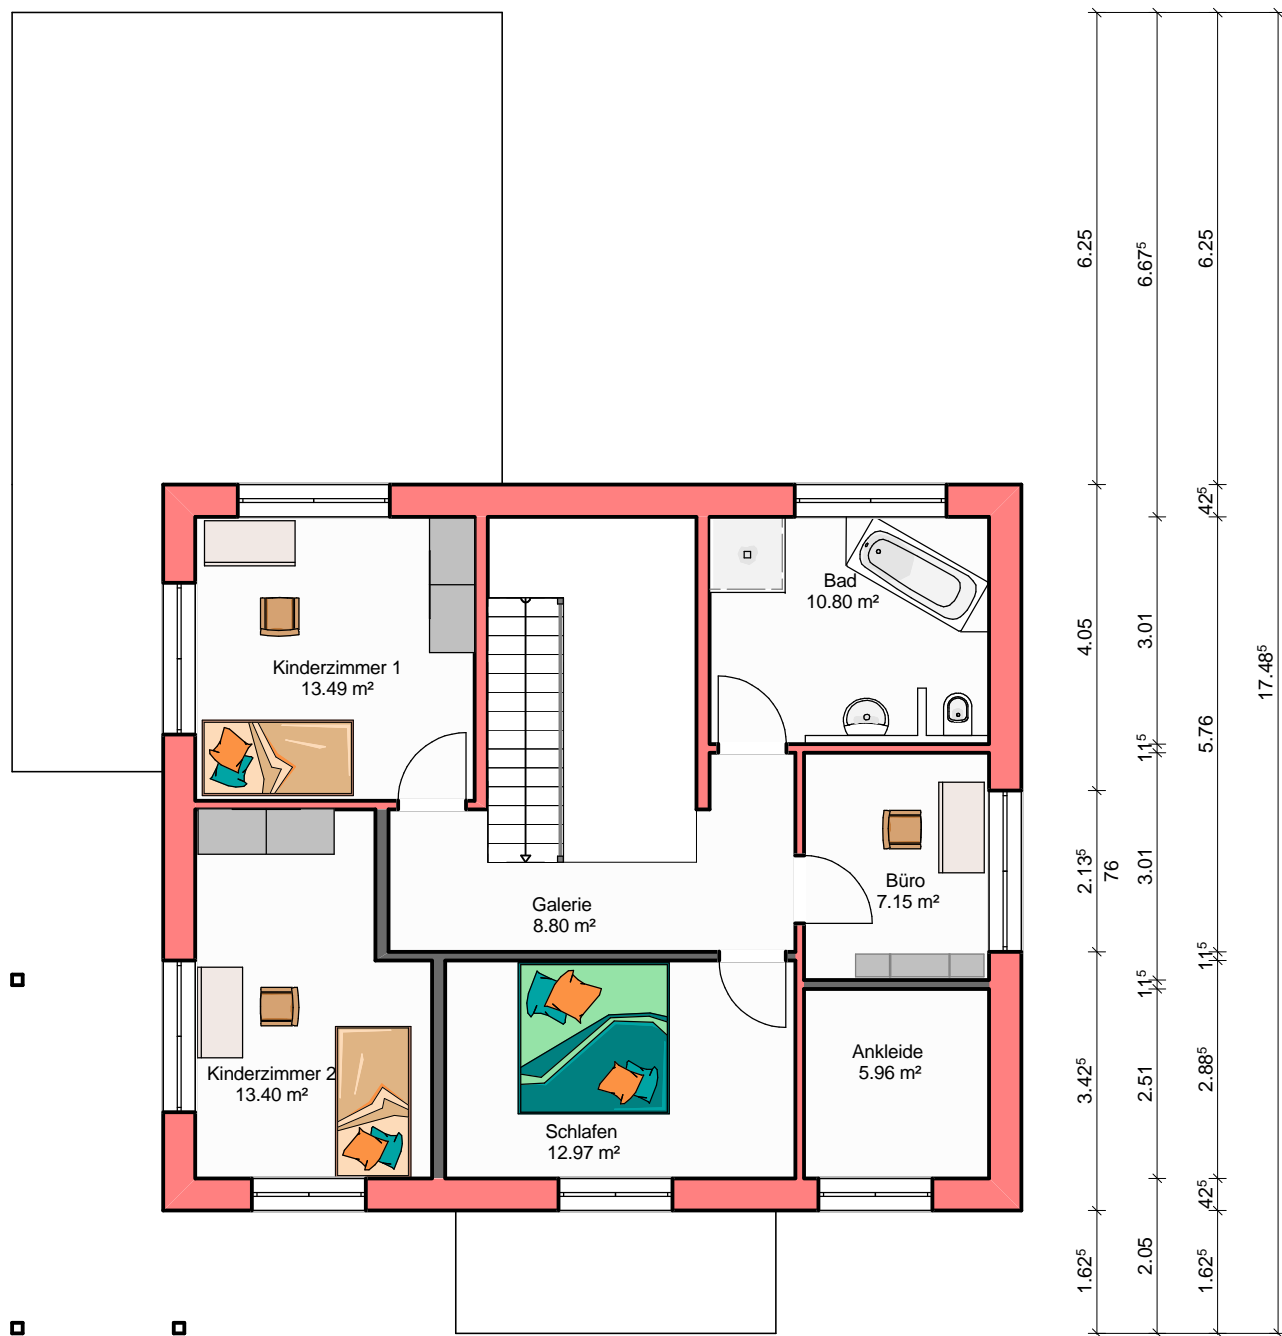 6.25
6.67⁵
6.25
42⁵
Bad
10.80 m²
4.05
3.01
Kinderzimmer 1
13.49 m²
17.48⁵
5.76
11⁵
2.13⁵
76
3.01
Büro
7.15 m²
Galerie
8.80 m²
11⁵
11⁵
Ankleide
5.96 m²
Kinderzimmer 2
13.40 m²
3.42⁵
2.51
2.88⁵
Schlafen
12.97 m²
42⁵
1.62⁵
2.05
1.62⁵